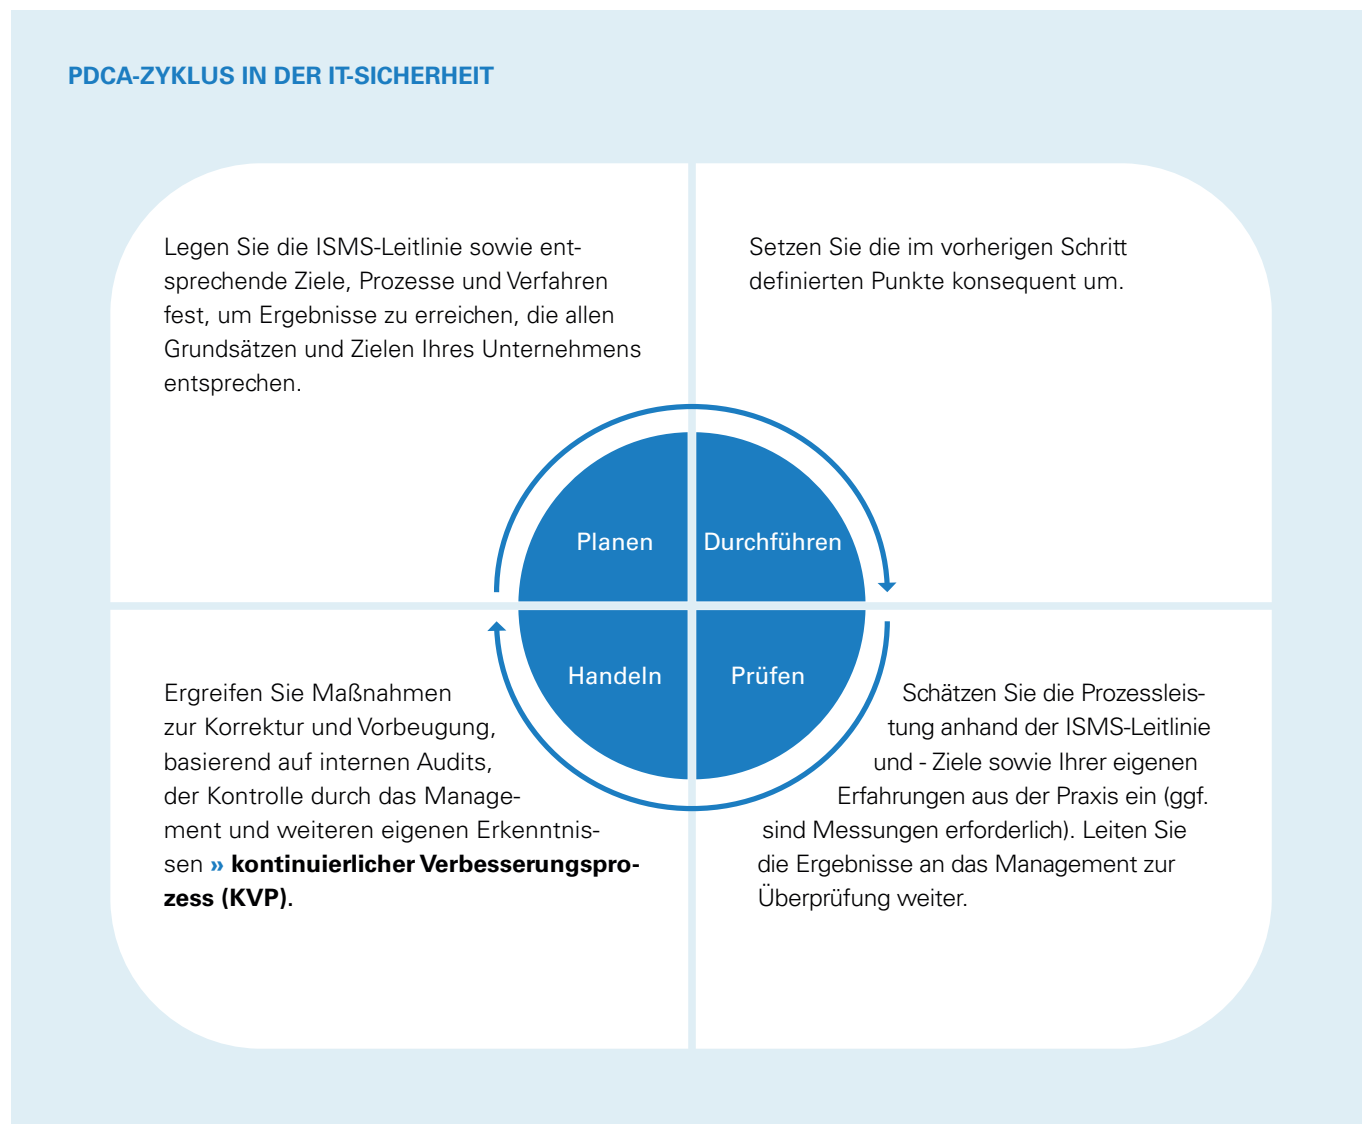 PDCA-ZYKLUS IN DER IT-SICHERHEIT
Legen Sie die ISMS-Leitlinie sowie ent-
sprechende Ziele, Prozesse und Verfahren
fest, um Ergebnisse zu erreichen, die allen
Grundsätzen und Zielen Ihres Unternehmens
entsprechen.
Setzen Sie die im vorherigen Schritt
definierten Punkte konsequent um.
Planen
Durchführen
Handeln
Prüfen
Ergreifen Sie Maßnahmen
zur Korrektur und Vorbeugung,
basierend auf internen Audits,
der Kontrolle durch das Manage-
ment und weiteren eigenen Erkenntnis-
sen » kontinuierlicher Verbesserungspro-
zess (KVP).
Schätzen Sie die Prozessleis-
tung anhand der ISMS-Leitlinie
und - Ziele sowie Ihrer eigenen
Erfahrungen aus der Praxis ein (ggf.
sind Messungen erforderlich). Leiten Sie
die Ergebnisse an das Management zur
Überprüfung weiter.